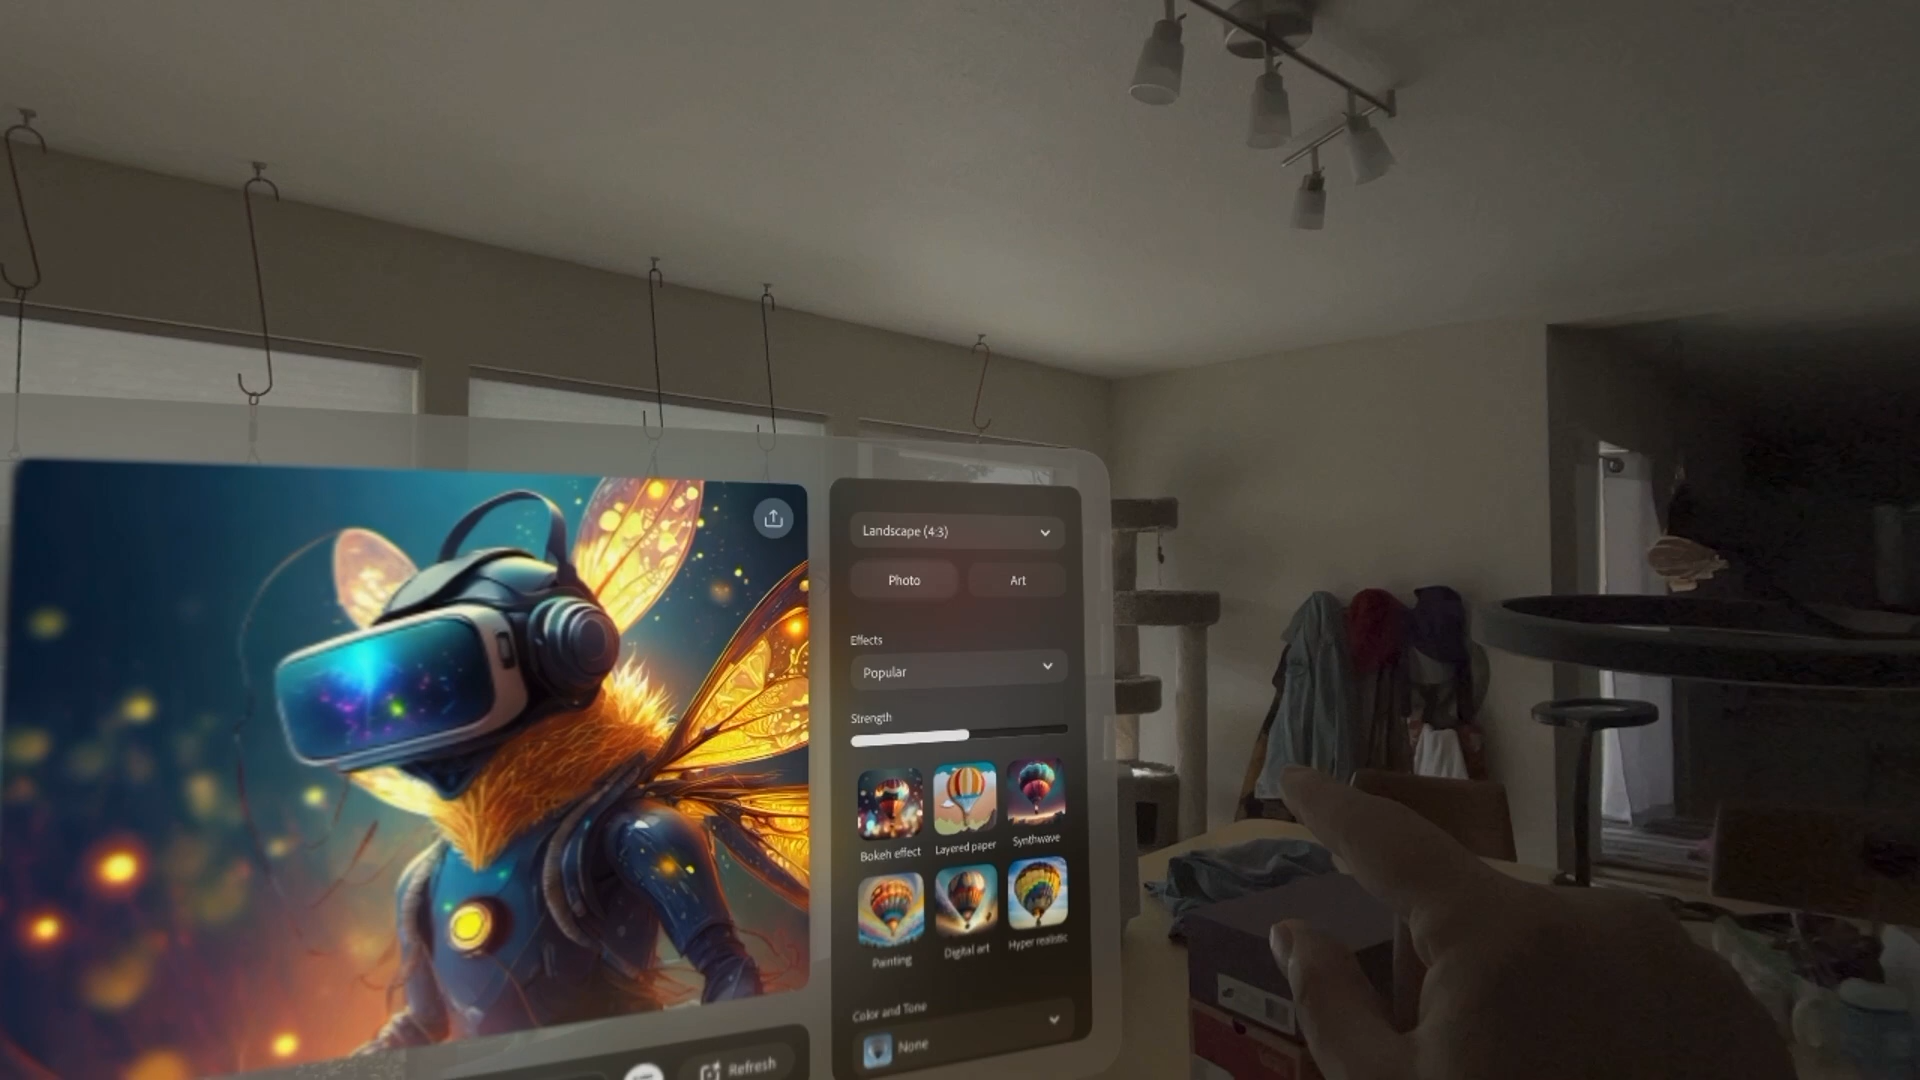 Landscape (4:3)
Photo
Art
Effects
Popular
Strength
Bokeh effect
Layered paper
Synthwave
Painting
Digital art
Hyper realistic
Color and Tone
None
Refresh